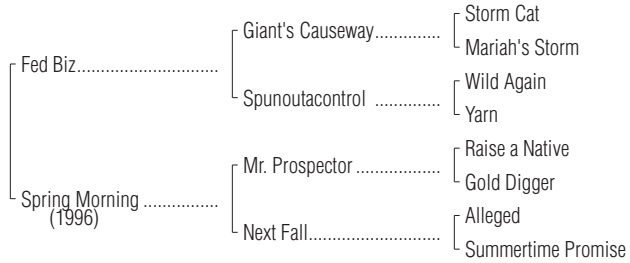 Storm Cat
Giant's Causeway..............
Mariah's Storm
Fed Biz.............................
Wild Again
Spunoutacontrol ..............
Yarn
Raise a Native
Mr. Prospector ..................
Gold Digger
Spring Morning ................
(1996)
Alleged
Next Fall............................
Summertime Promise